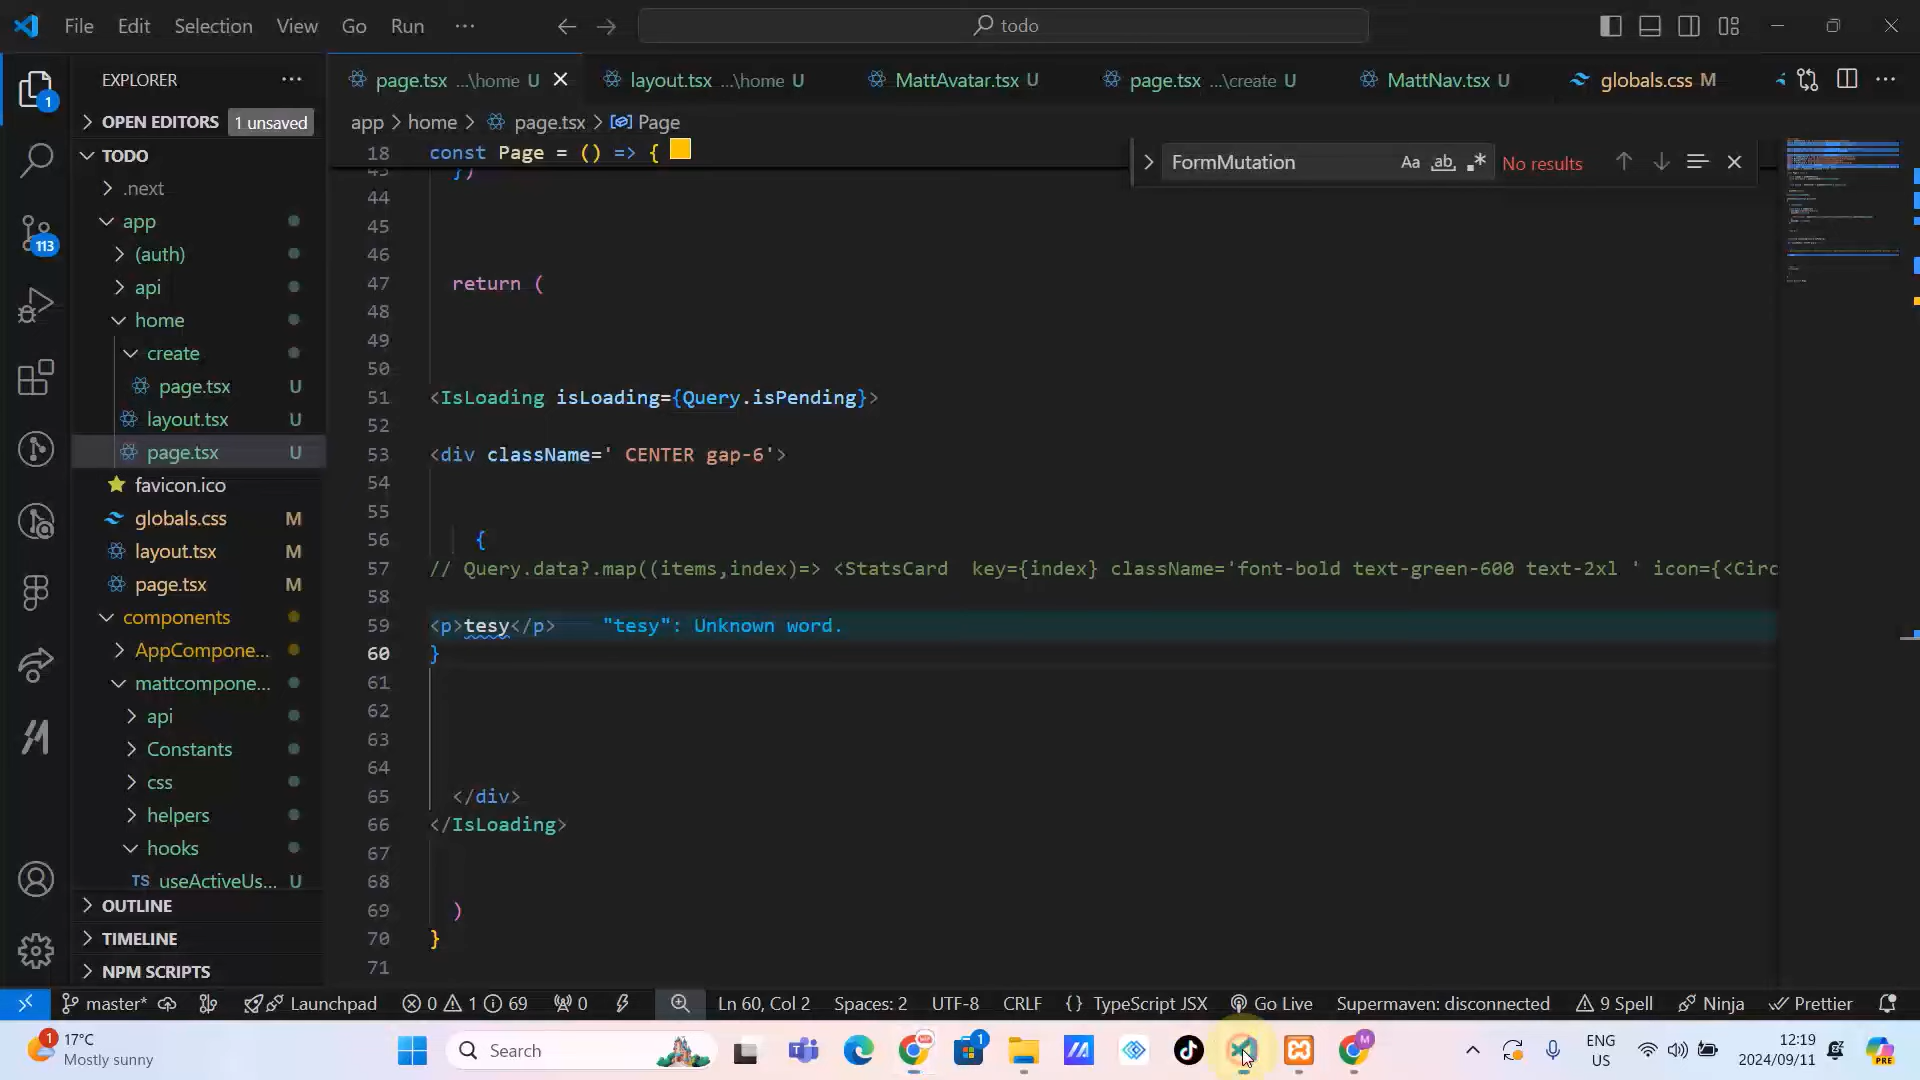 File Edit Selection View Go Run ···
todo
EXPLORER
page.tsx ...\home U
layout.tsx ...\home U
MattAvatar.tsx U
page.tsx ...\create U
MattNav.tsx U
globals.css M
OPEN EDITORS 1 unsaved
app > home > page.tsx > Page
TODO
18 const Page = () => {
FormMutation
Aa ab No results
.next
43 })
44
app
45
(auth)
46
api
47 return (
home
48
create
49
page.tsx U
50
layout.tsx U
51 <IsLoading isLoading={Query.isPending}>
page.tsx U
52
favicon.ico
53 <div className=' CENTER gap-6'>
globals.css M
54
layout.tsx M
55
page.tsx M
56 {
components
57 // Query.data?.map((items,index)=> <StatsCard key={index} className='font-bold text-green-600 text-2xl ' icon={<Circ
AppCompone...
58
mattcompone...
59 <p>tesy</p> "tesy": Unknown word.
api
60 }
Constants
61
css
62
helpers
63
hooks
64
TS useActiveUs... U
65 </div>
OUTLINE
66 </IsLoading>
TIMELINE
67
NPM SCRIPTS
68
69 )
70 }
71
1
113
master* Launchpad 0 1 69 0 Ln 60, Col 2 Spaces: 2 UTF-8 CRLF {} TypeScript JSX Go Live Supermaven: disconnected 9 Spell Ninja Prettier
1
17°C
Mostly sunny
Search
1
M
ENG
US
12:19
2024/09/11
PRE